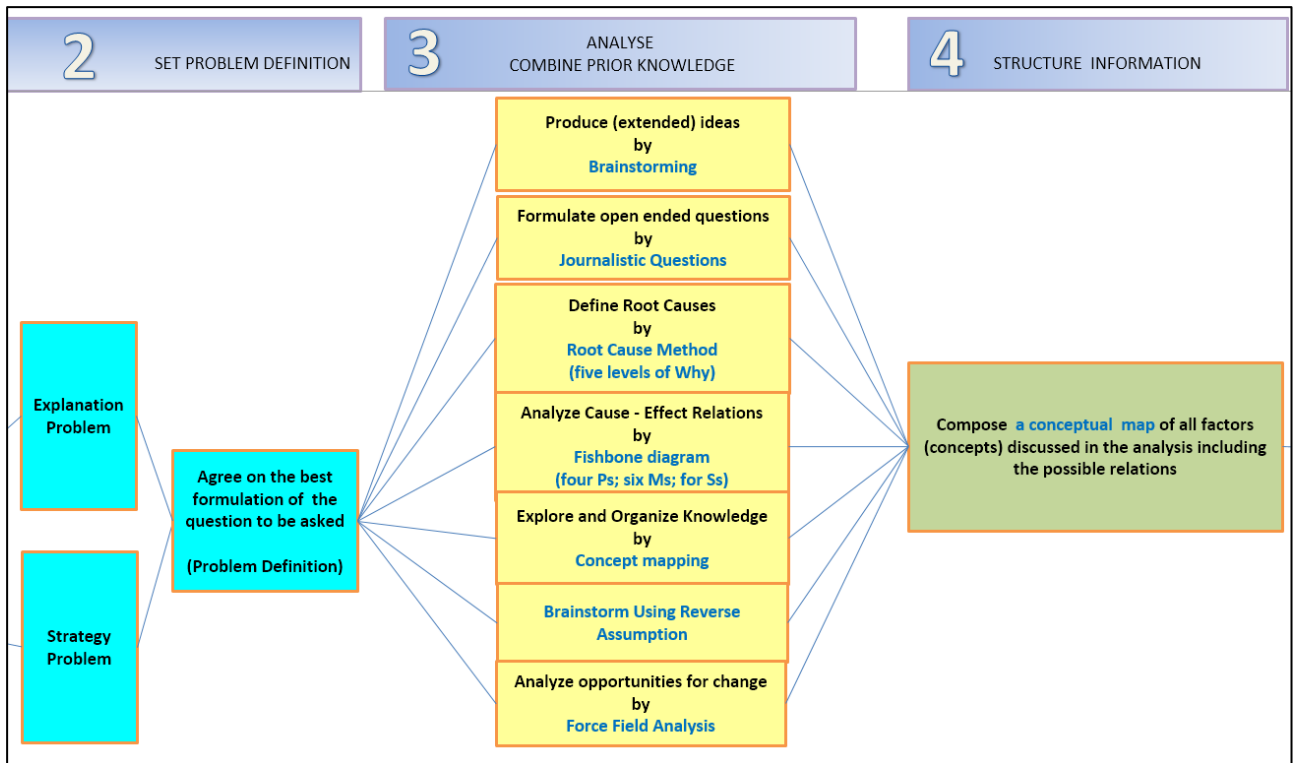 2 SET PROBLEM DEFINITION
3 ANALYSE
COMBINE PRIOR KNOWLEDGE
4 STRUCTURE INFORMATION
Explanation
Problem
Strategy
Problem
Agree on the best
formulation of the
question to be asked
(Problem Definition)
Produce (extended) ideas
by
Brainstorming
Formulate open ended questions
by
Journalistic Questions
Define Root Causes
by
Root Cause Method
(five levels of Why)
Analyze Cause - Effect Relations
by
Fishbone diagram
(four Ps; six Ms; for Ss)
Explore and Organize Knowledge
by
Concept mapping
Brainstorm Using Reverse
Assumption
Analyze opportunities for change
by
Force Field Analysis
Compose a conceptual map of all factors
(concepts) discussed in the analysis including
the possible relations